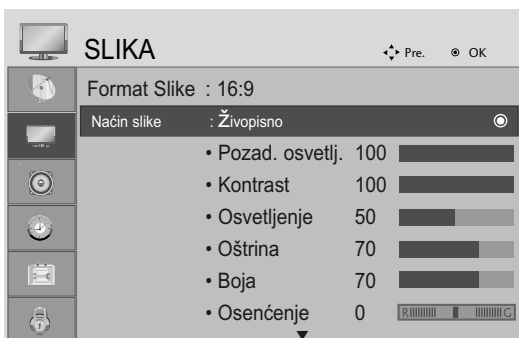 SLIKA Pre. OK
Format Slike : 16:9
Naćin slike : Živopisno
• Pozad. osvetlj. 100
• Kontrast 100
• Osvetljenje 50
• Oštrina 70
• Boja 70
• Osenćenje 0 R G